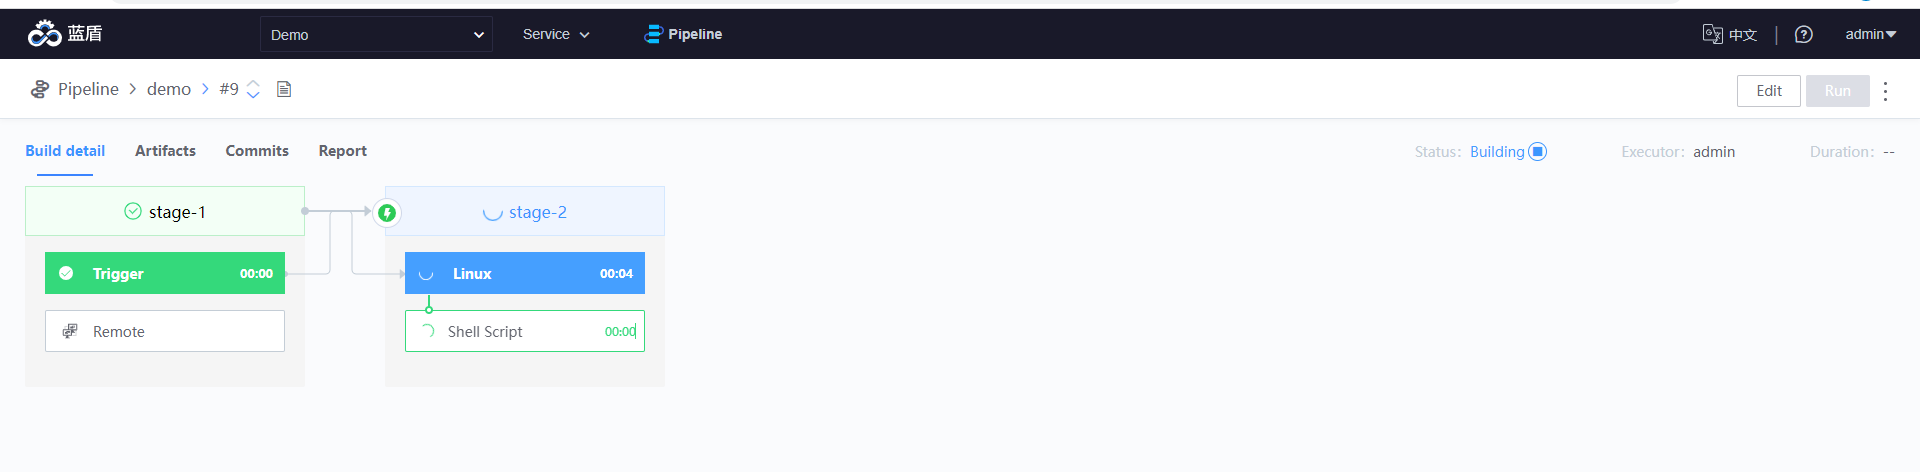 蓝盾 Demo Service Pipeline 中文 admin
Pipeline demo #9 Edit Run
Build detail Artifacts Commits Report Status: Building Executor: admin Duration: --
stage-1 stage-2
Trigger 00:00 Linux 00:04
Remote Shell Script 00:00